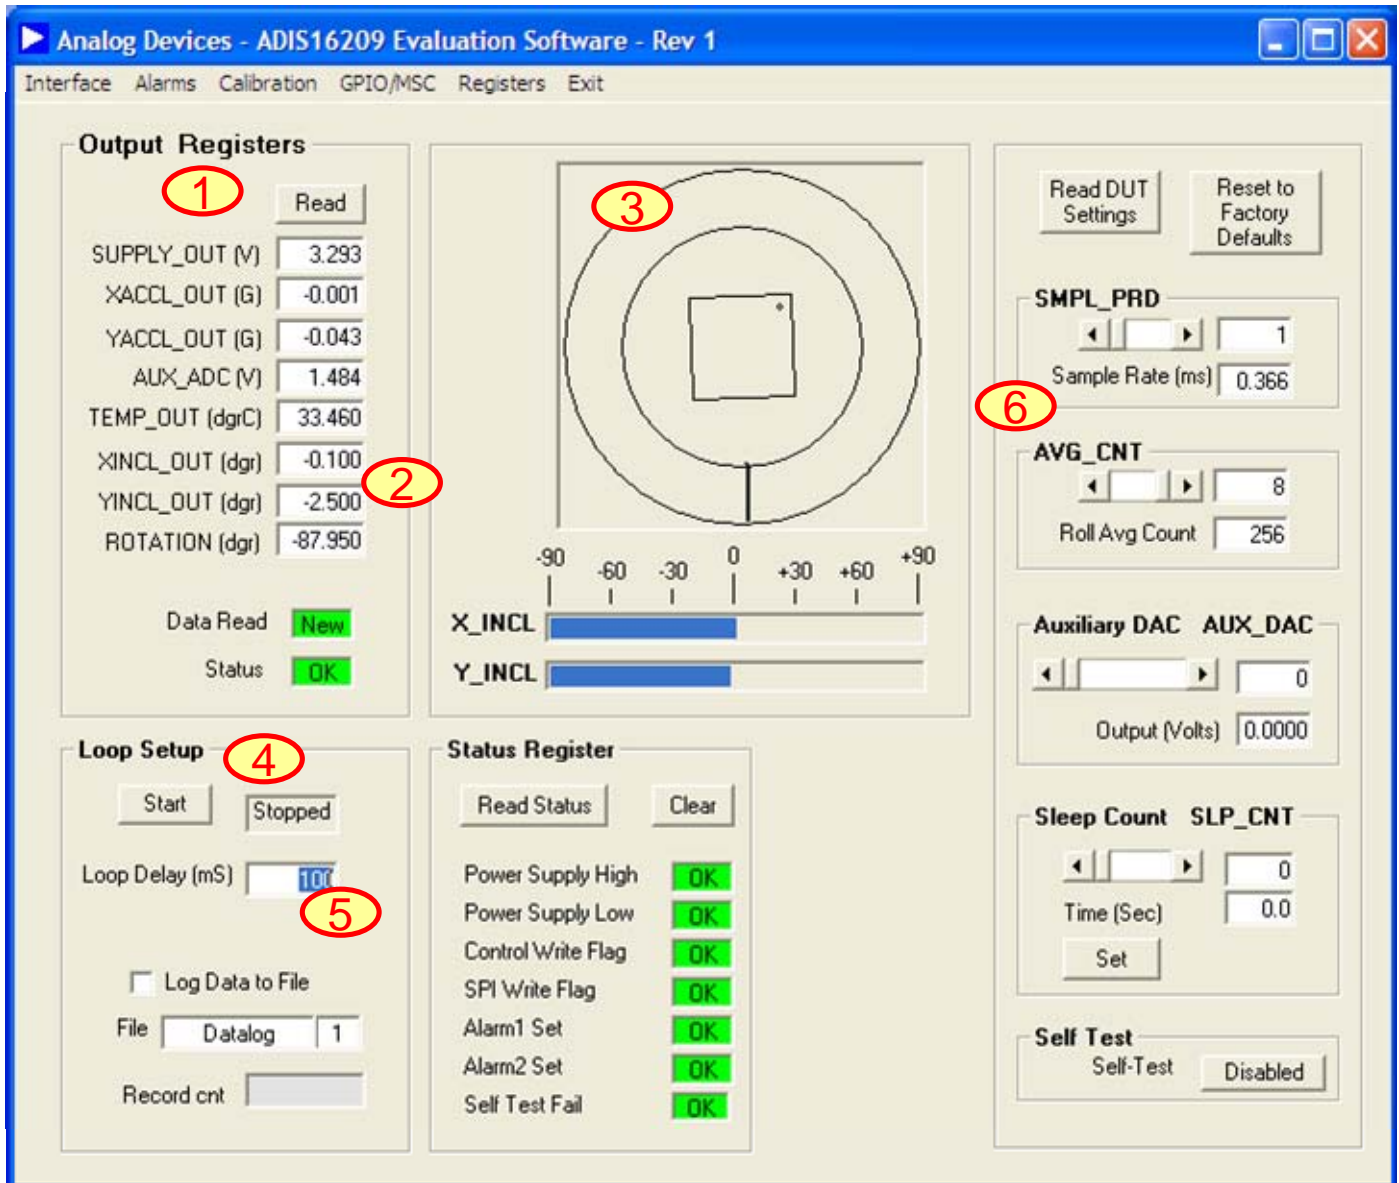 Analog Devices - ADIS16209 Evaluation Software - Rev 1
Interface Alarms Calibration GPIO/MSC Registers Exit
Output Registers
1
Read
SUPPLY_OUT (V) 3.293
XACCL_OUT (G) -0.001
YACCL_OUT (G) -0.043
AUX_ADC (V) 1.484
TEMP_OUT (dgrC) 33.460
XINCL_OUT (dgr) -0.100
2
YINCL_OUT (dgr) -2.500
ROTATION (dgr) -87.950
Data Read New
Status OK
3
-90 -60 -30 0 +30 +60 +90
X_INCL
Y_INCL
Loop Setup
4
Start Stopped
Loop Delay (mS) 100
5
Log Data to File
File Datalog 1
Record cnt
Status Register
Read Status Clear
Power Supply High OK
Power Supply Low OK
Control Write Flag OK
SPI Write Flag OK
Alarm1 Set OK
Alarm2 Set OK
Self Test Fail OK
Read DUT
Settings
Reset to
Factory
Defaults
SMPL_PRD
1
Sample Rate (ms) 0.366
6
AVG_CNT
8
Roll Avg Count 256
Auxiliary DAC AUX_DAC
0
Output (Volts) 0.0000
Sleep Count SLP_CNT
0
Time (Sec) 0.0
Set
Self Test
Self-Test Disabled